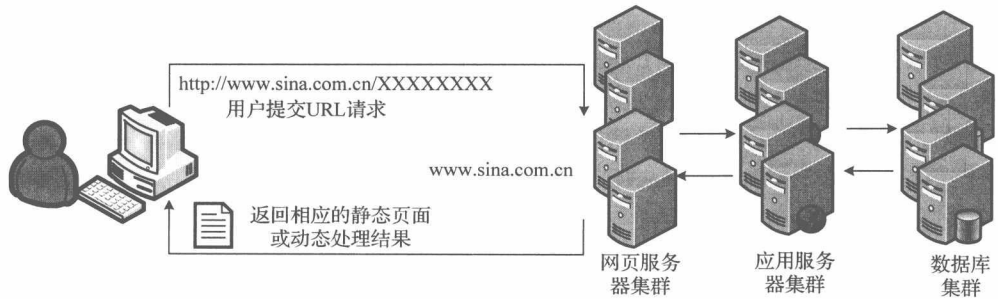 http://www.sina.com.cn/XXXXXXXX
用户提交URL请求
www.sina.com.cn
返回相应的静态页面
或动态处理结果
网页服务
器集群
应用服务
器集群
数据库
集群